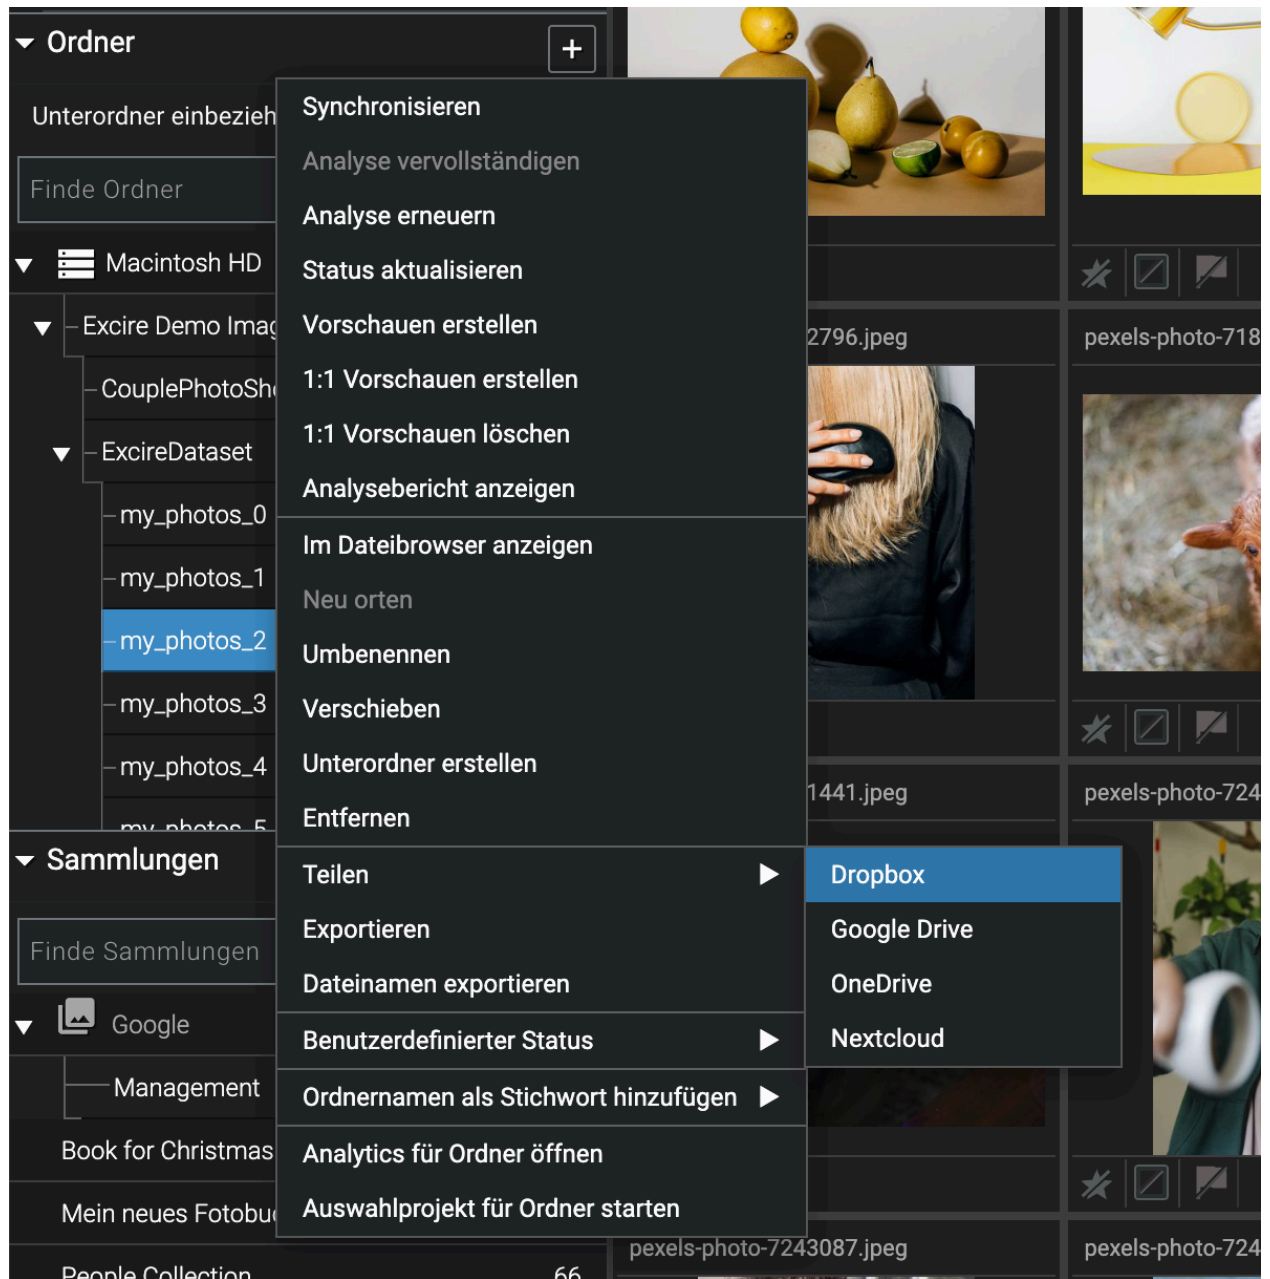 Ordner
+
Unterordner einbezieh
Finde Ordner
Macintosh HD
Excire Demo Imag
CouplePhotoSh
ExcireDataset
my_photos_0
my_photos_1
my_photos_2
my_photos_3
my_photos_4
my_photos_5
Sammlungen
Finde Sammlungen
Google
Management
Book for Christmas
Mein neues Fotobu
People Collection
66
Synchronisieren
Analyse vervollständigen
Analyse erneuern
Status aktualisieren
Vorschauen erstellen
1:1 Vorschauen erstellen
1:1 Vorschauen löschen
Analysebericht anzeigen
Im Dateibrowser anzeigen
Neu orten
Umbenennen
Verschieben
Unterordner erstellen
Entfernen
Teilen
Exportieren
Dateinamen exportieren
Benutzerdefinierter Status
Ordnernamen als Stichwort hinzufügen
Analytics für Ordner öffnen
Auswahlprojekt für Ordner starten
Dropbox
Google Drive
OneDrive
Nextcloud
2796.jpeg
pexels-photo-718
1441.jpeg
pexels-photo-724
pexels-photo-7243087.jpeg
pexels-photo-724